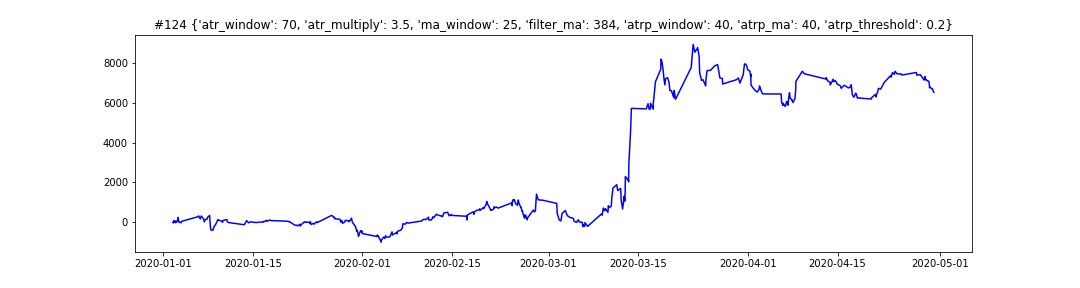 #124 {'atr_window': 70, 'atr_multiply': 3.5, 'ma_window': 25, 'filter_ma': 384, 'atrp_window': 40, 'atrp_ma': 40, 'atrp_threshold': 0.2}
8000
6000
4000
2000
0
2020-01-01 2020-01-15 2020-02-01 2020-02-15 2020-03-01 2020-03-15 2020-04-01 2020-04-15 2020-05-01